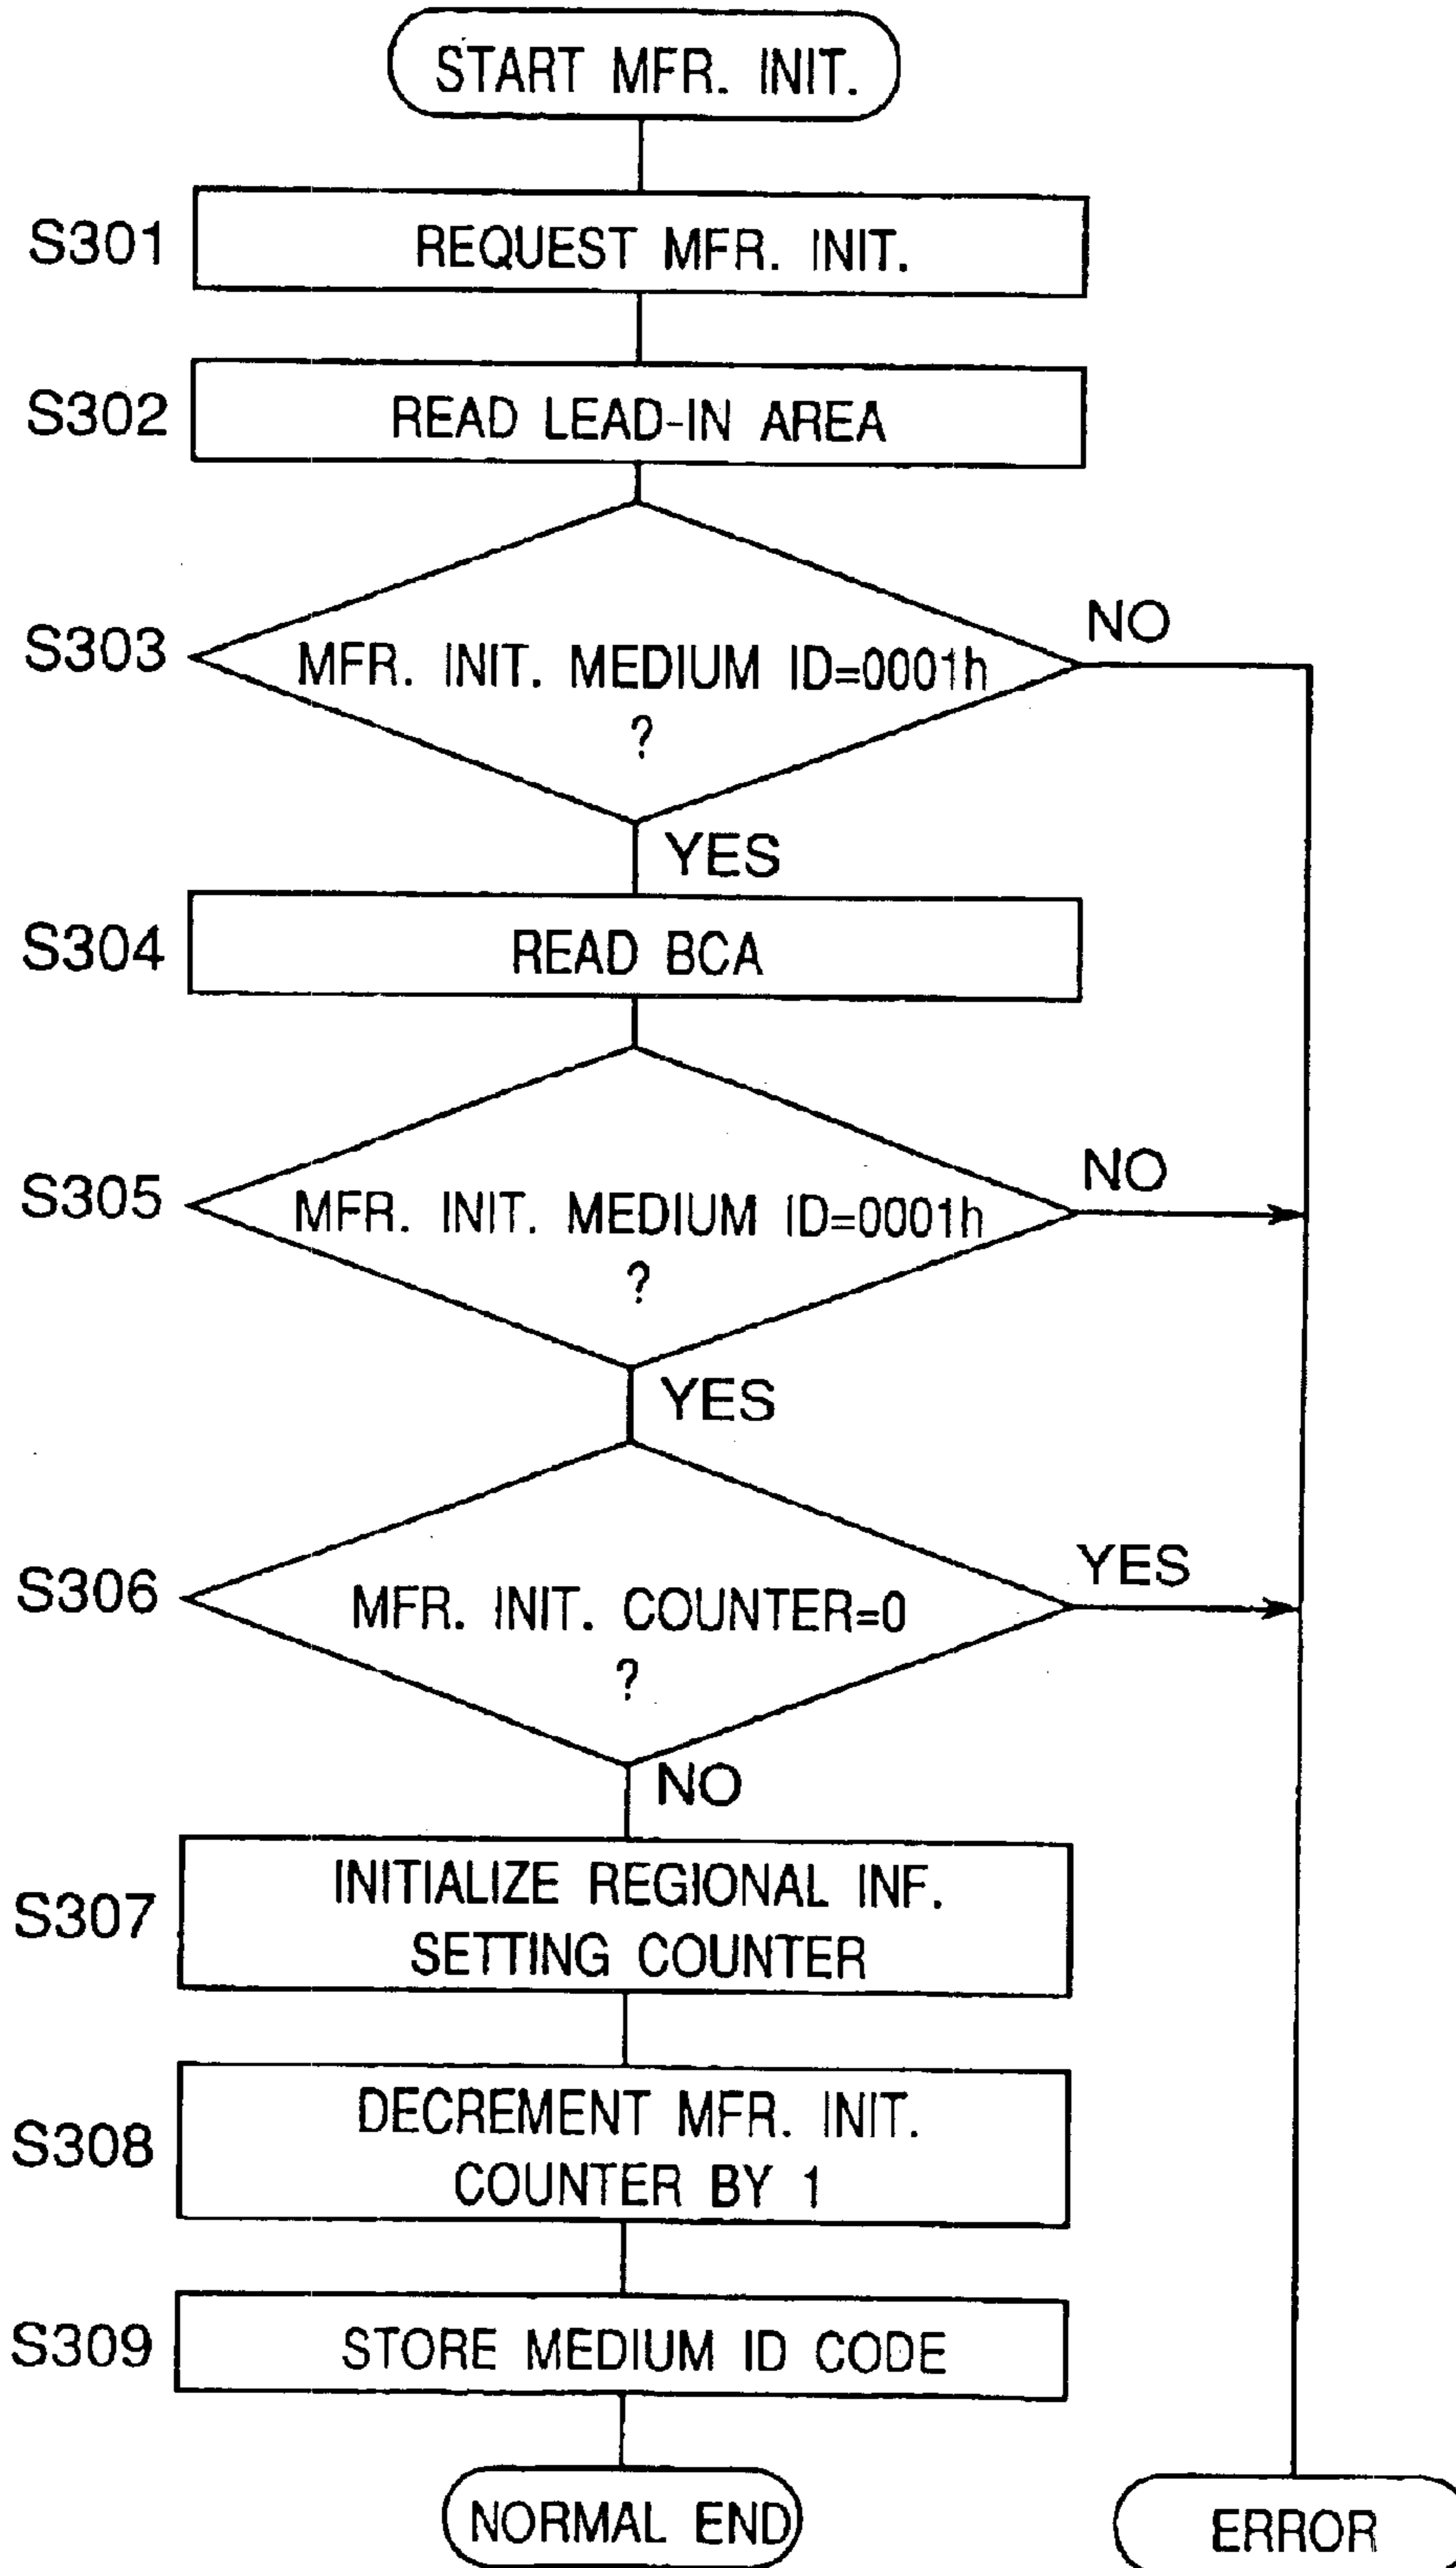 START MFR. INIT.
S301
REQUEST MFR. INIT.
S302
READ LEAD-IN AREA
S303
MFR. INIT. MEDIUM ID=0001h
?
NO
YES
S304
READ BCA
S305
MFR. INIT. MEDIUM ID=0001h
?
NO
YES
S306
MFR. INIT. COUNTER=0
?
YES
NO
S307
INITIALIZE REGIONAL INF.
SETTING COUNTER
S308
DECREMENT MFR. INIT.
COUNTER BY 1
S309
STORE MEDIUM ID CODE
NORMAL END
ERROR